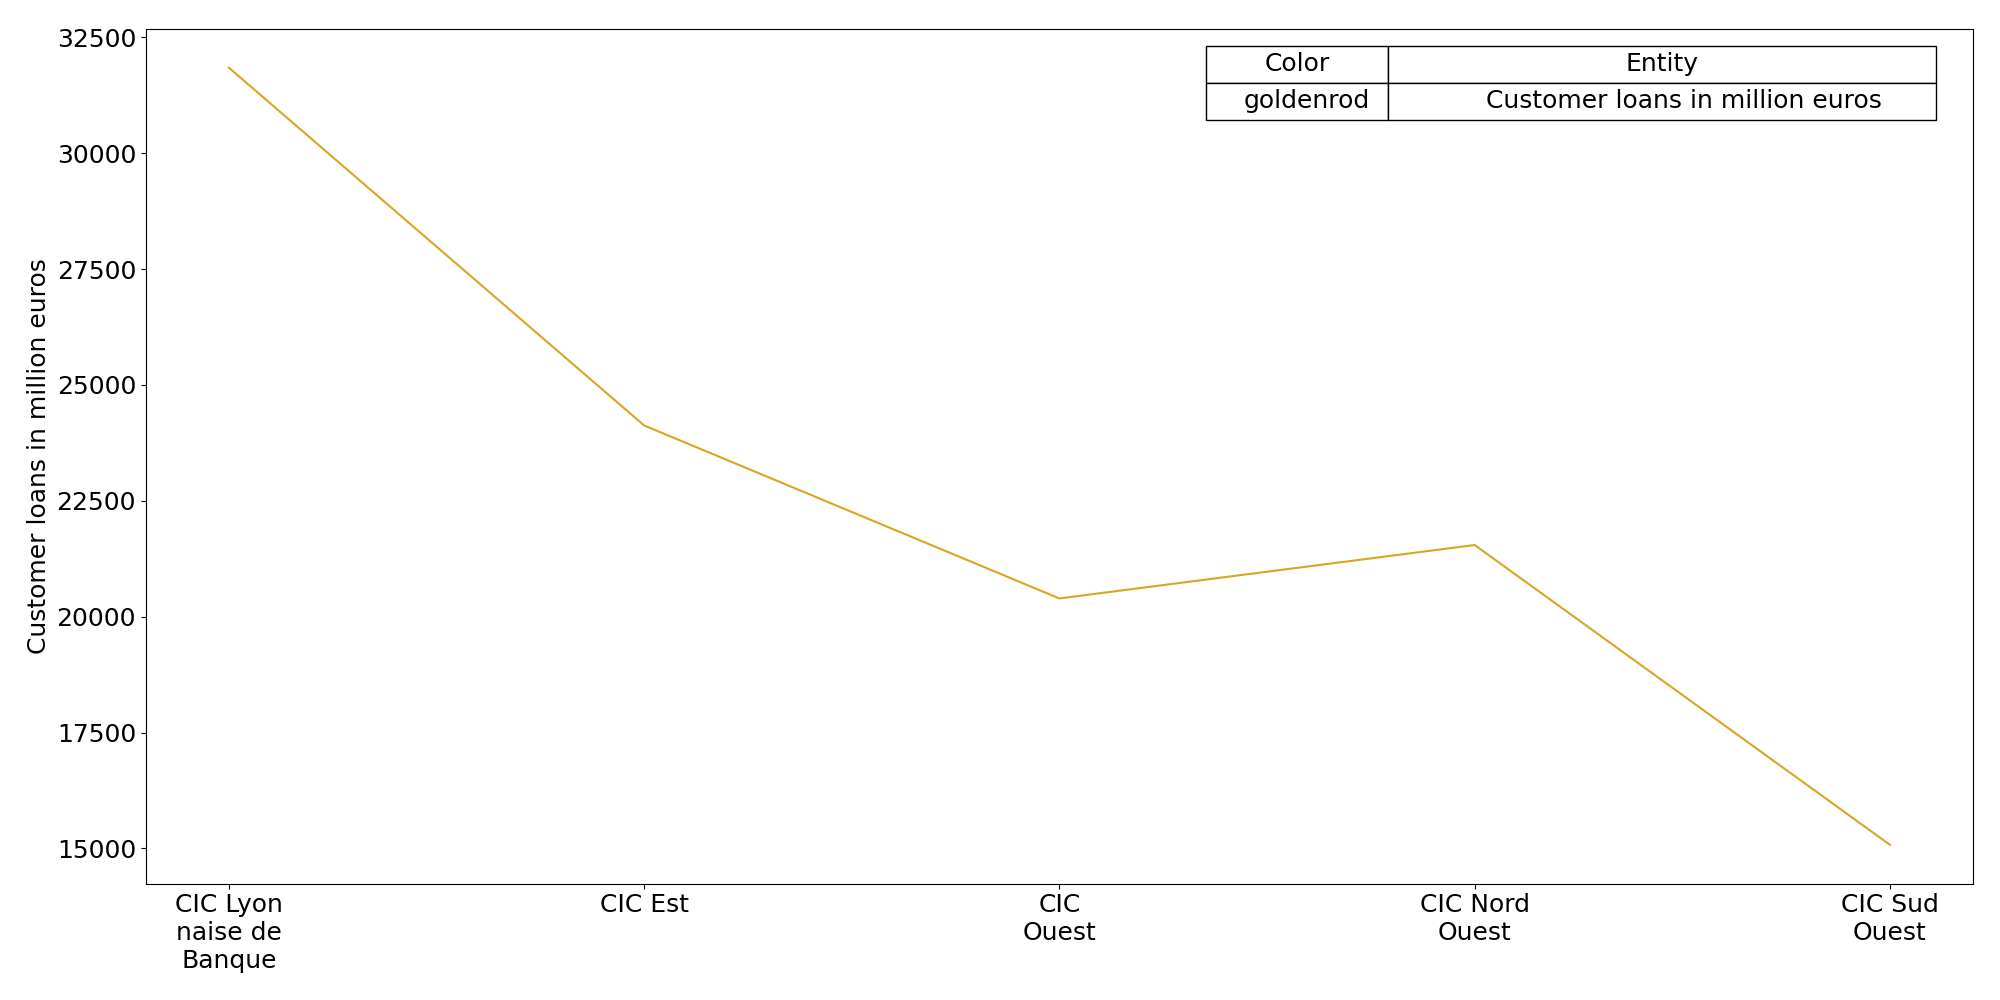 Customer loans in million euros
32500
30000
27500
25000
22500
20000
17500
15000
Color Entity
goldenrod Customer loans in million euros
CIC Lyon
naise de
Banque
CIC Est
CIC
Ouest
CIC Nord
Ouest
CIC Sud
Ouest